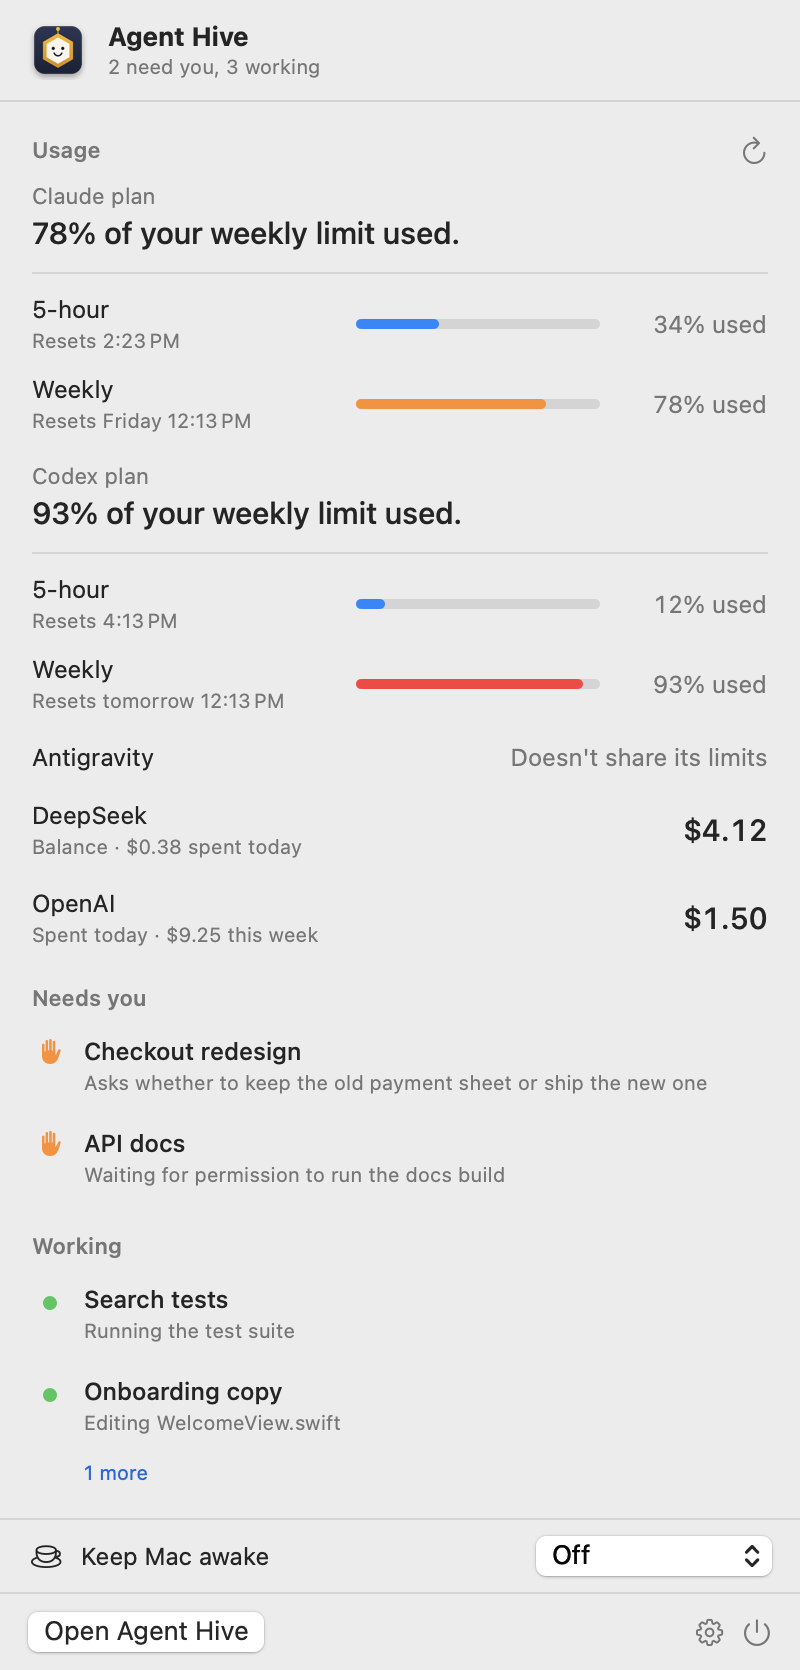 Agent Hive
2 need you, 3 working
Usage
Claude plan
78% of your weekly limit used.
5-hour
Resets 2:23 PM
34% used
Weekly
Resets Friday 12:13 PM
78% used
Codex plan
93% of your weekly limit used.
5-hour
Resets 4:13 PM
12% used
Weekly
Resets tomorrow 12:13 PM
93% used
Antigravity
Doesn't share its limits
DeepSeek
Balance · $0.38 spent today
$4.12
OpenAI
Spent today · $9.25 this week
$1.50
Needs you
Checkout redesign
Asks whether to keep the old payment sheet or ship the new one
API docs
Waiting for permission to run the docs build
Working
Search tests
Running the test suite
Onboarding copy
Editing WelcomeView.swift
1 more
Keep Mac awake
Off
Open Agent Hive